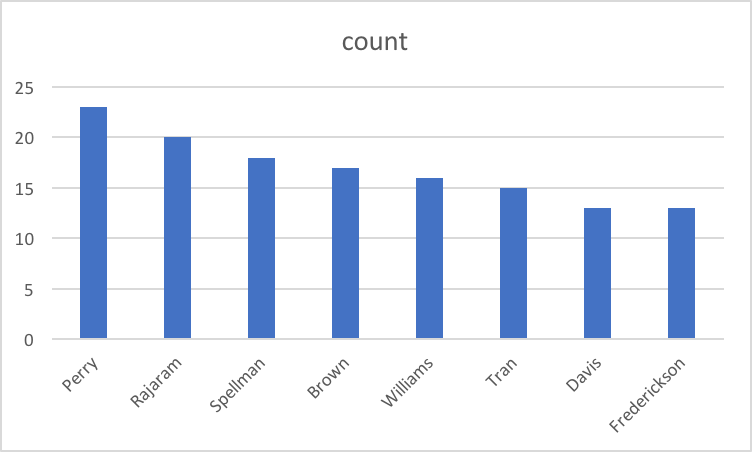 count
25
20
15
10
5
0
Perry
Rajaram
Spellman
Brown
Williams
Tran
Davis
Frederickson